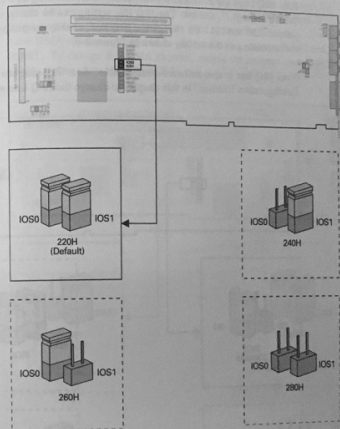 IOS0 IOS1
220H
(Default)
IOS0 IOS1
240H
IOS0 IOS1
260H
IOS0 IOS1
280H